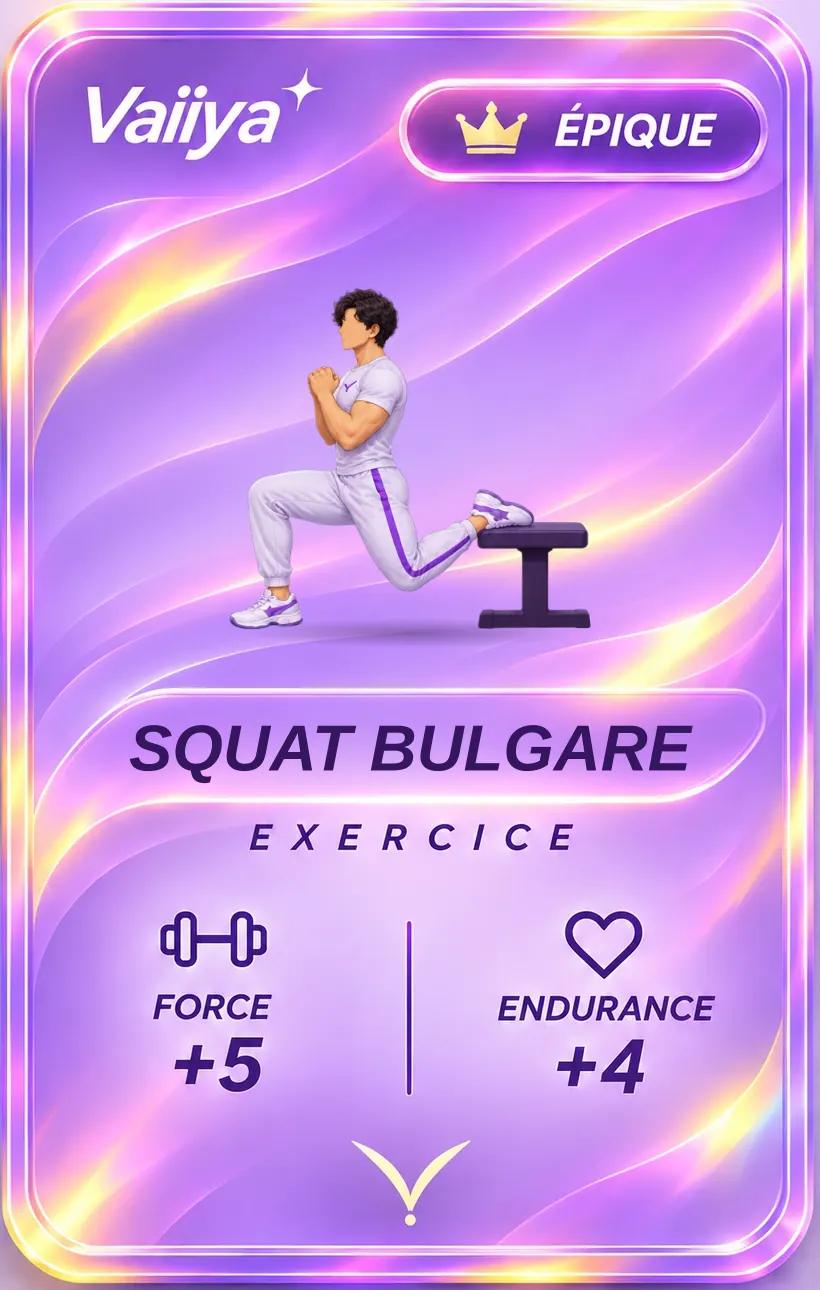 Vaiiya
ÉPIQUE
SQUAT BULGARE
EXERCICE
FORCE
+5
ENDURANCE
+4